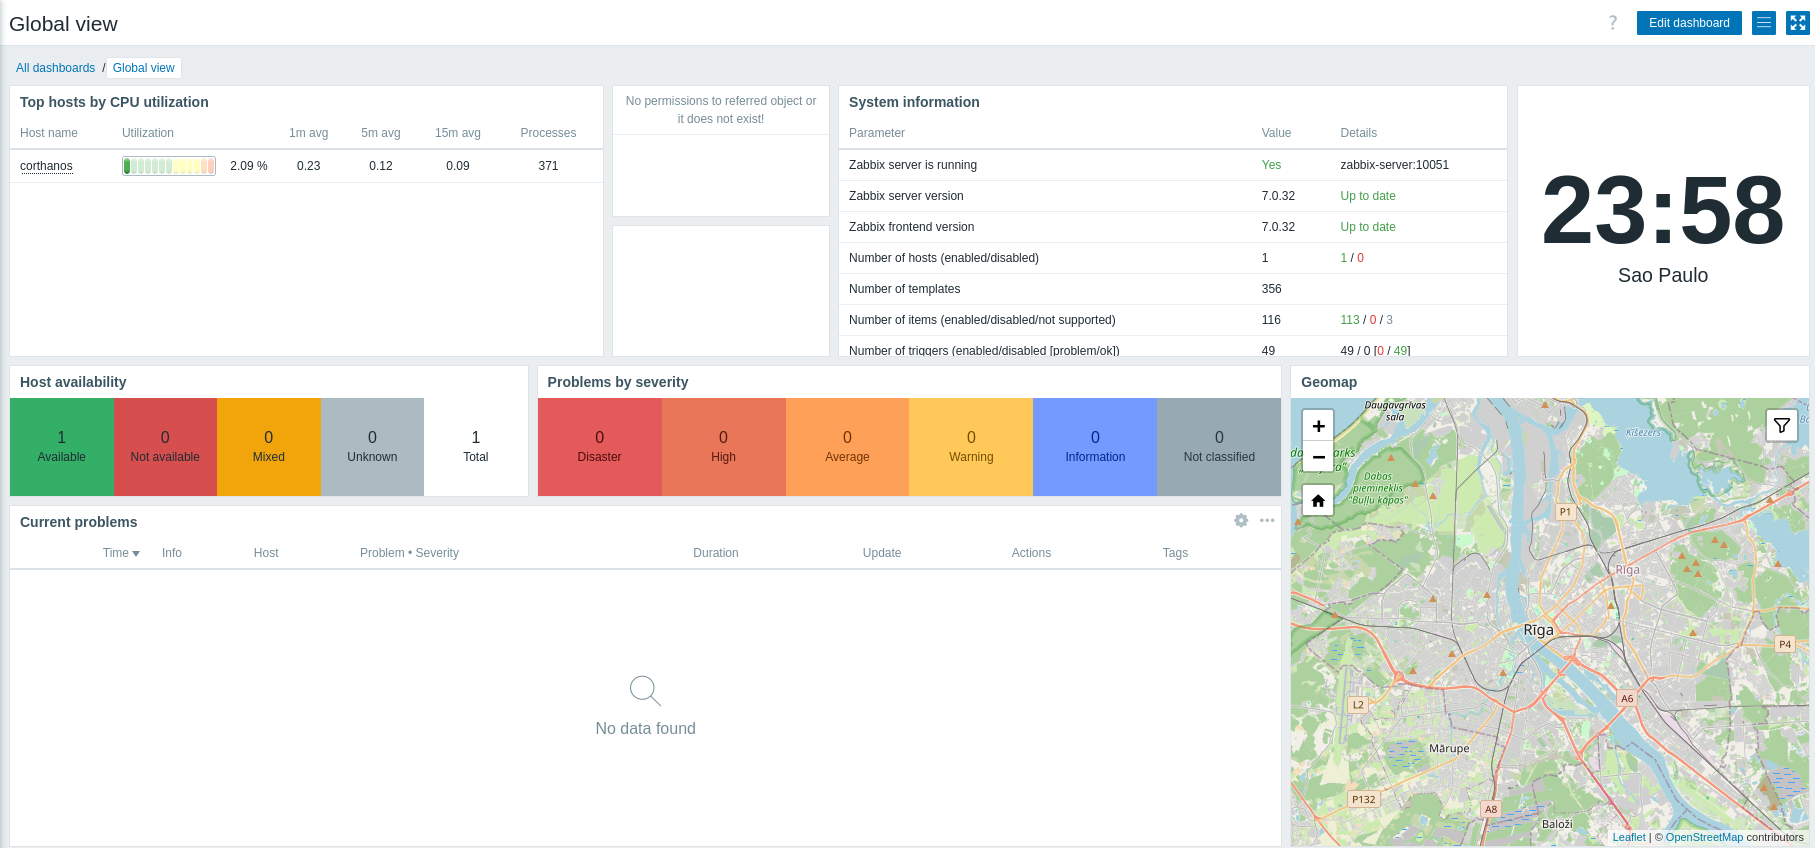 Global view
?
Edit dashboard
All dashboards / Global view
Top hosts by CPU utilization
Host name Utilization 1m avg 5m avg 15m avg Processes
corthanos 2.09 % 0.23 0.12 0.09 371
No permissions to referred object or
it does not exist!
System information
Parameter Value Details
Zabbix server is running Yes zabbix-server:10051
Zabbix server version 7.0.32 Up to date
Zabbix frontend version 7.0.32 Up to date
Number of hosts (enabled/disabled) 1 1 / 0
Number of templates 356
Number of items (enabled/disabled/not supported) 116 113 / 0 / 3
Number of triggers (enabled/disabled [problem/ok]) 49 49 / 0 [0 / 49]
23:58
Sao Paulo
Host availability
1 0 0 0 1
Available Not available Mixed Unknown Total
Problems by severity
0 0 0 0 0 0
Disaster High Average Warning Information Not classified
Current problems
Time Info Host Problem • Severity Duration Update Actions Tags
No data found
Geomap
+
−
Daugavgrīvas
sala
Ķīšezers
Dabas
piemineklis
"Buļļu kāpas"
P1
Rīga
Rīga
P4
A6
L2
Mārupe
P132
A8
Baloži
Leaflet | © OpenStreetMap contributors